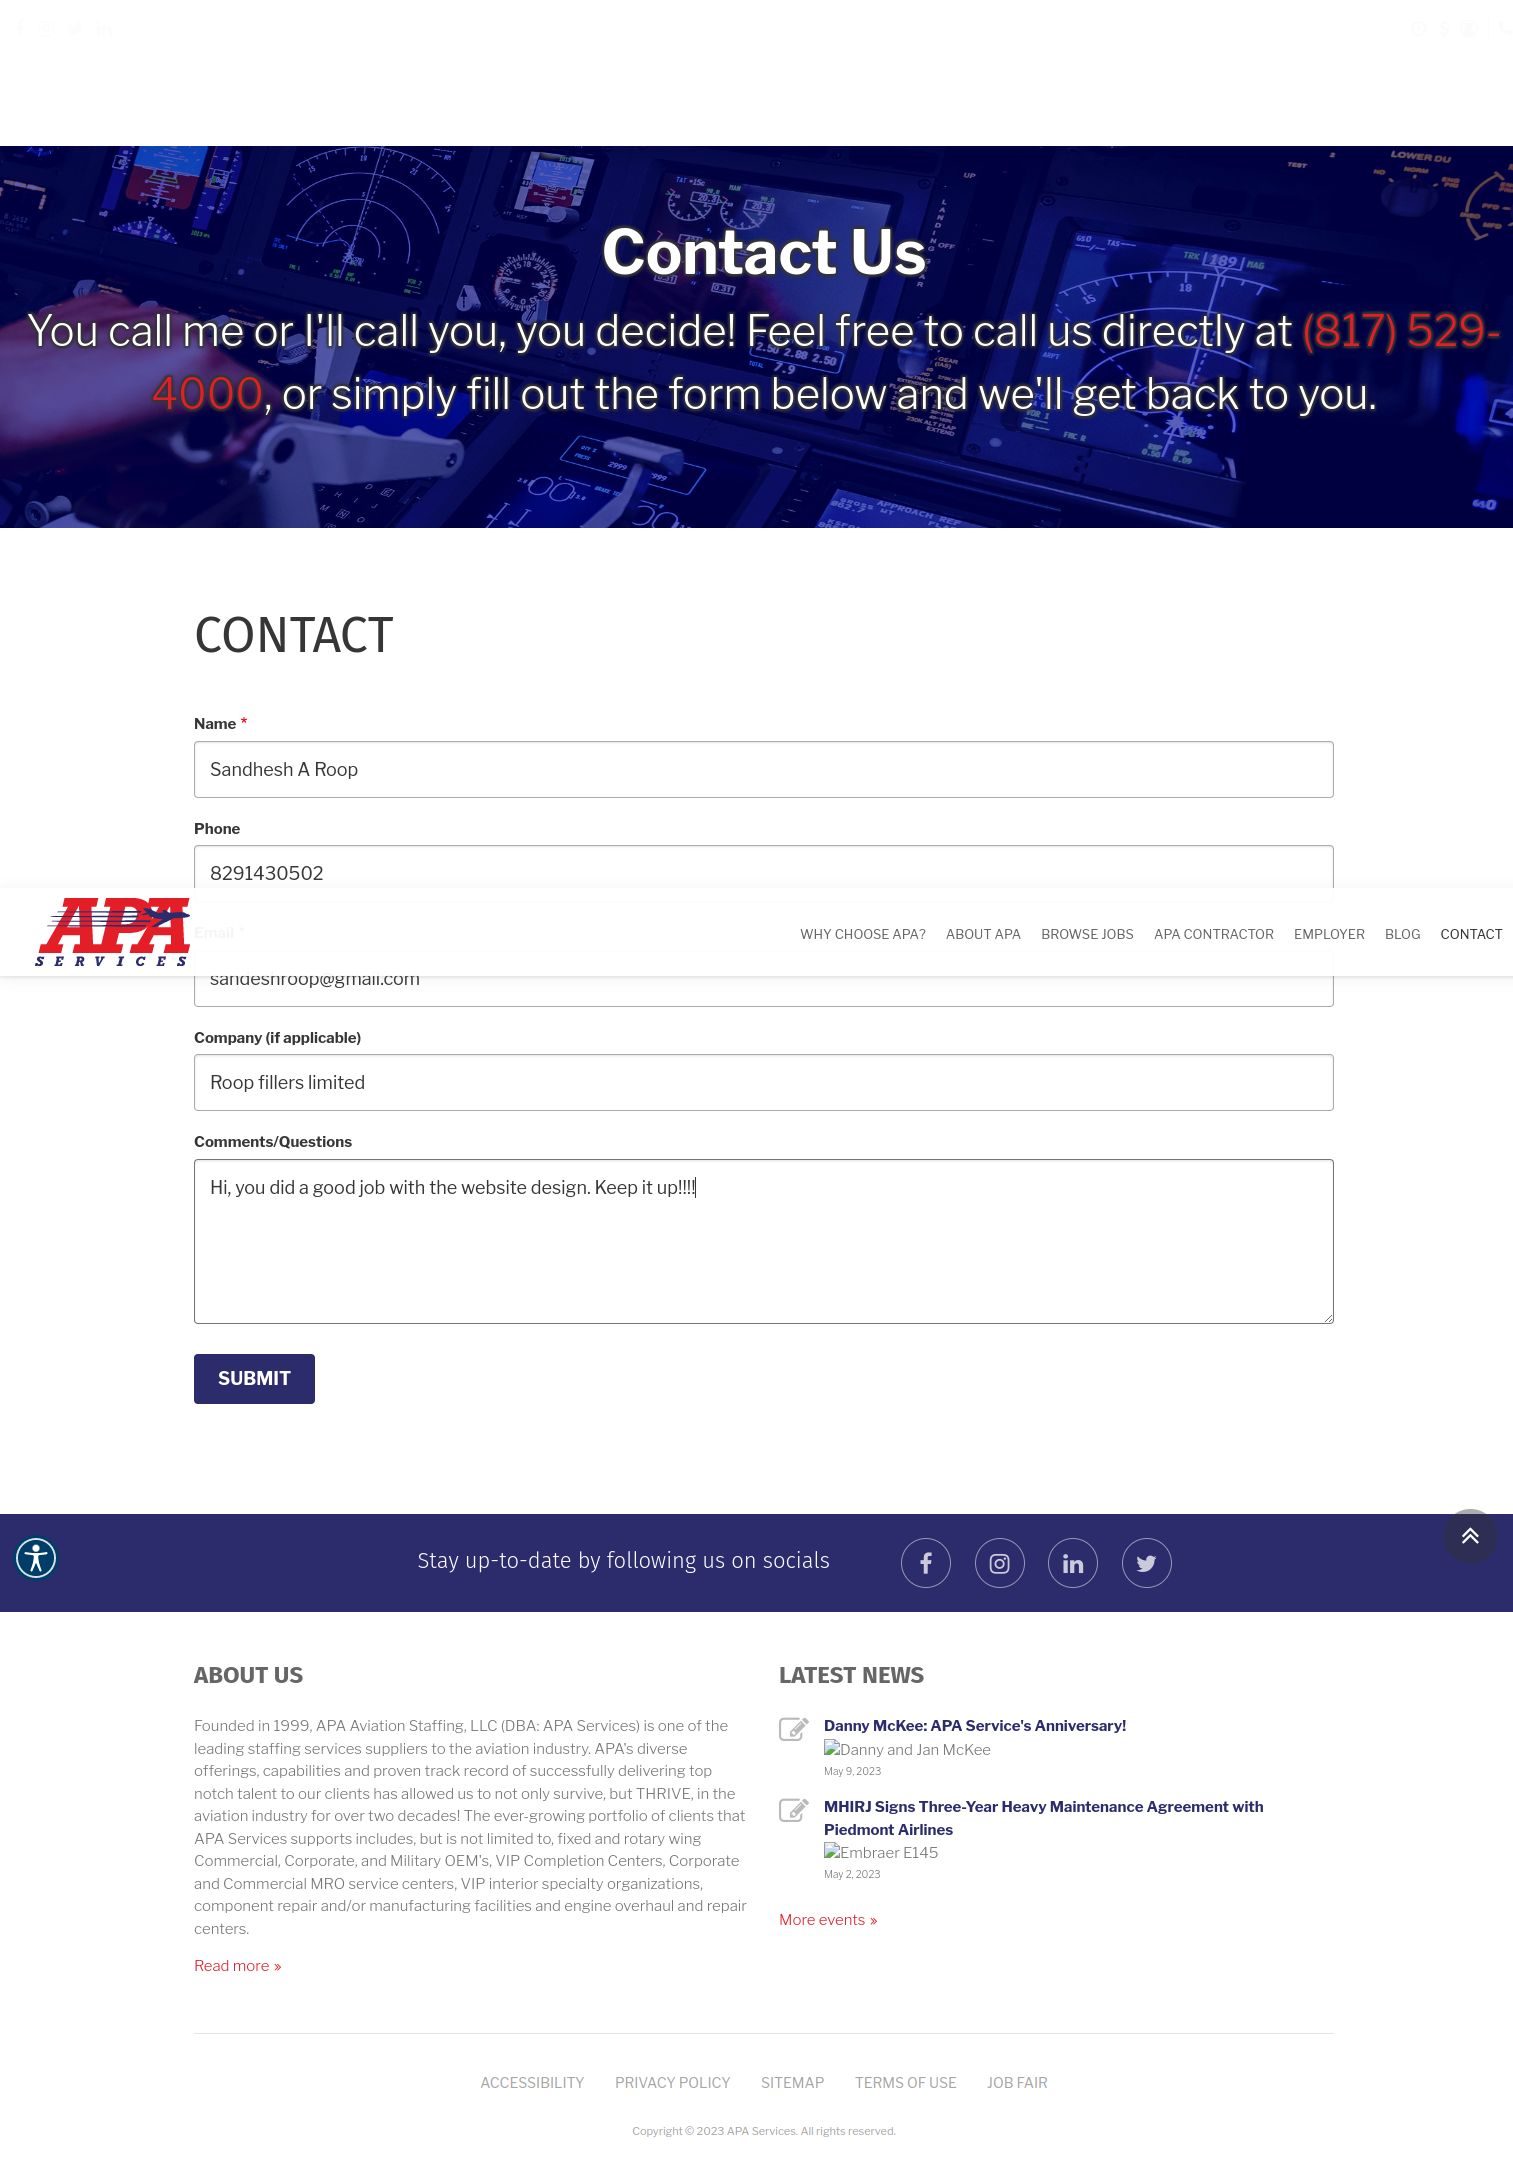 Contact Us
You call me or I'll call you, you decide! Feel free to call us directly at (817) 529-
4000, or simply fill out the form below and we'll get back to you.
CONTACT
Name *
Sandhesh A Roop
Phone
8291430502
APA
SERVICES
Email *
WHY CHOOSE APA? ABOUT APA BROWSE JOBS APA CONTRACTOR EMPLOYER BLOG CONTACT
sandeshroop@gmail.com
Company (if applicable)
Roop fillers limited
Comments/Questions
Hi, you did a good job with the website design. Keep it up!!!!
SUBMIT
Stay up-to-date by following us on socials
ABOUT US
Founded in 1999, APA Aviation Staffing, LLC (DBA: APA Services) is one of the
leading staffing services suppliers to the aviation industry. APA's diverse
offerings, capabilities and proven track record of successfully delivering top
notch talent to our clients has allowed us to not only survive, but THRIVE, in the
aviation industry for over two decades! The ever-growing portfolio of clients that
APA Services supports includes, but is not limited to, fixed and rotary wing
Commercial, Corporate, and Military OEM's, VIP Completion Centers, Corporate
and Commercial MRO service centers, VIP interior specialty organizations,
component repair and/or manufacturing facilities and engine overhaul and repair
centers.
Read more »
LATEST NEWS
Danny McKee: APA Service's Anniversary!
Danny and Jan McKee
May 9, 2023
MHIRJ Signs Three-Year Heavy Maintenance Agreement with
Piedmont Airlines
Embraer E145
May 2, 2023
More events »
ACCESSIBILITY PRIVACY POLICY SITEMAP TERMS OF USE JOB FAIR
Copyright © 2023 APA Services. All rights reserved.